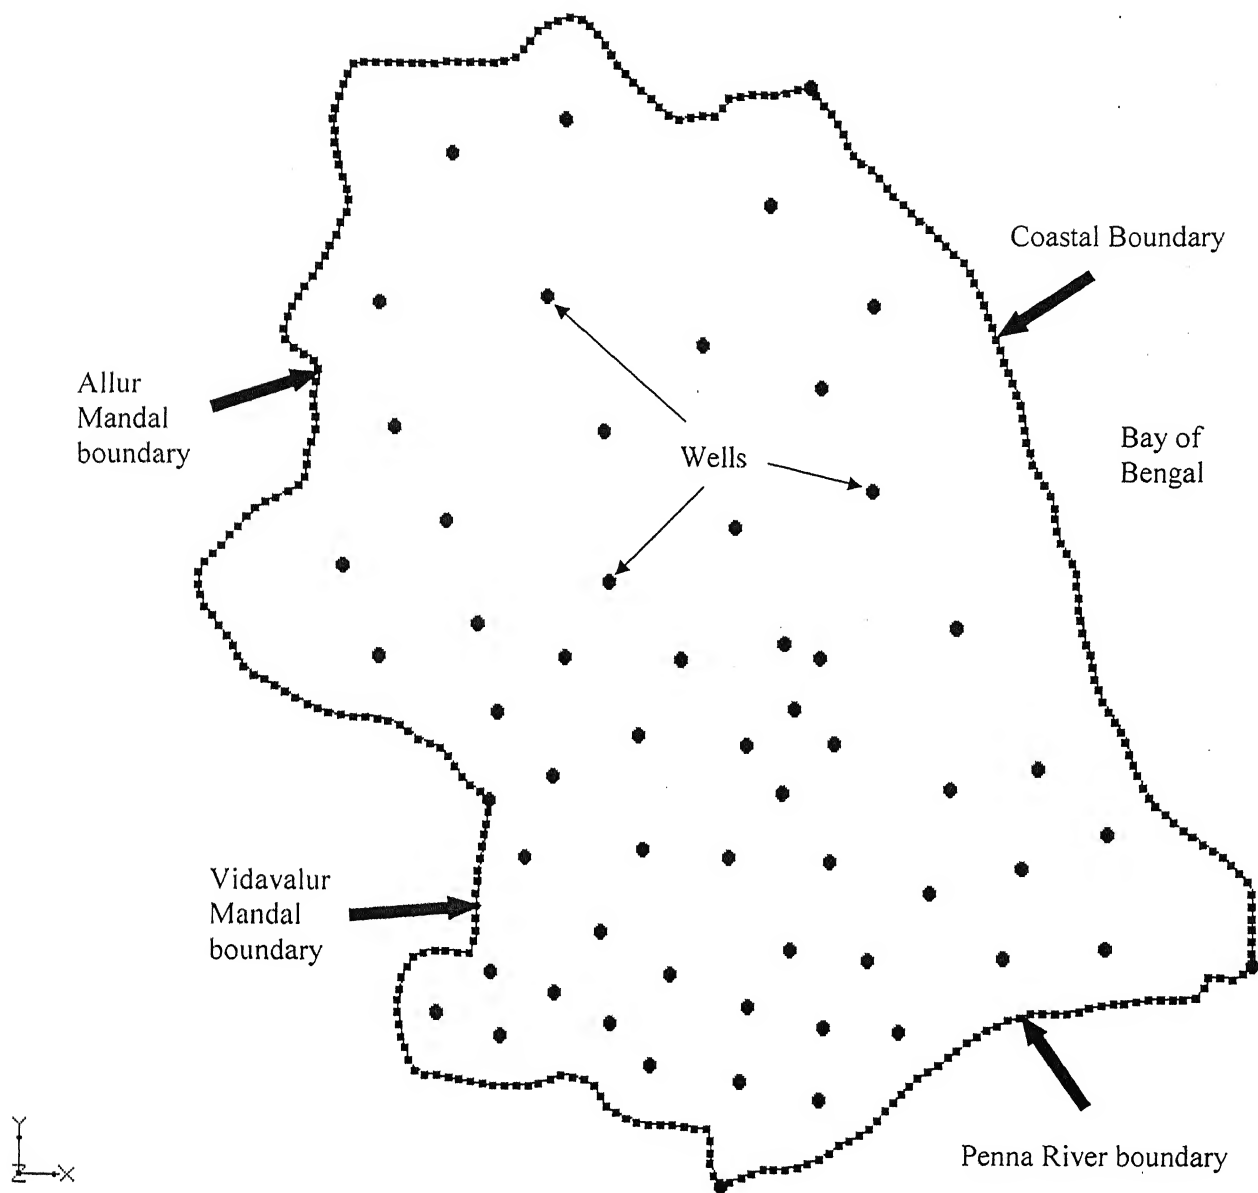 Coastal Boundary
Allur
Mandal
boundary
Bay of
Bengal
Wells
Vidavalur
Mandal
boundary
Penna River boundary
Y
Z
X